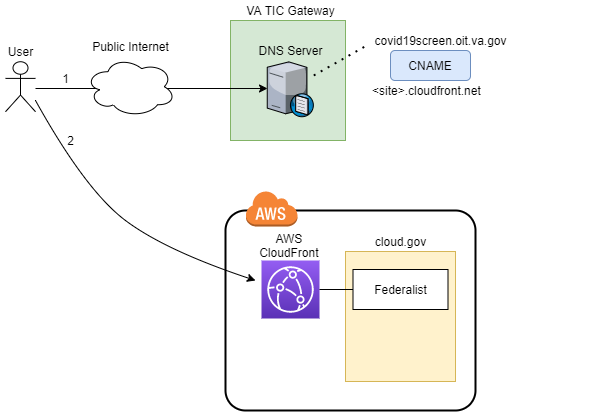 VA TIC Gateway
User
Public Internet
DNS Server
covid19screen.oit.va.gov
CNAME
<site>.cloudfront.net
1
2
AWS
AWS
CloudFront
cloud.gov
Federalist